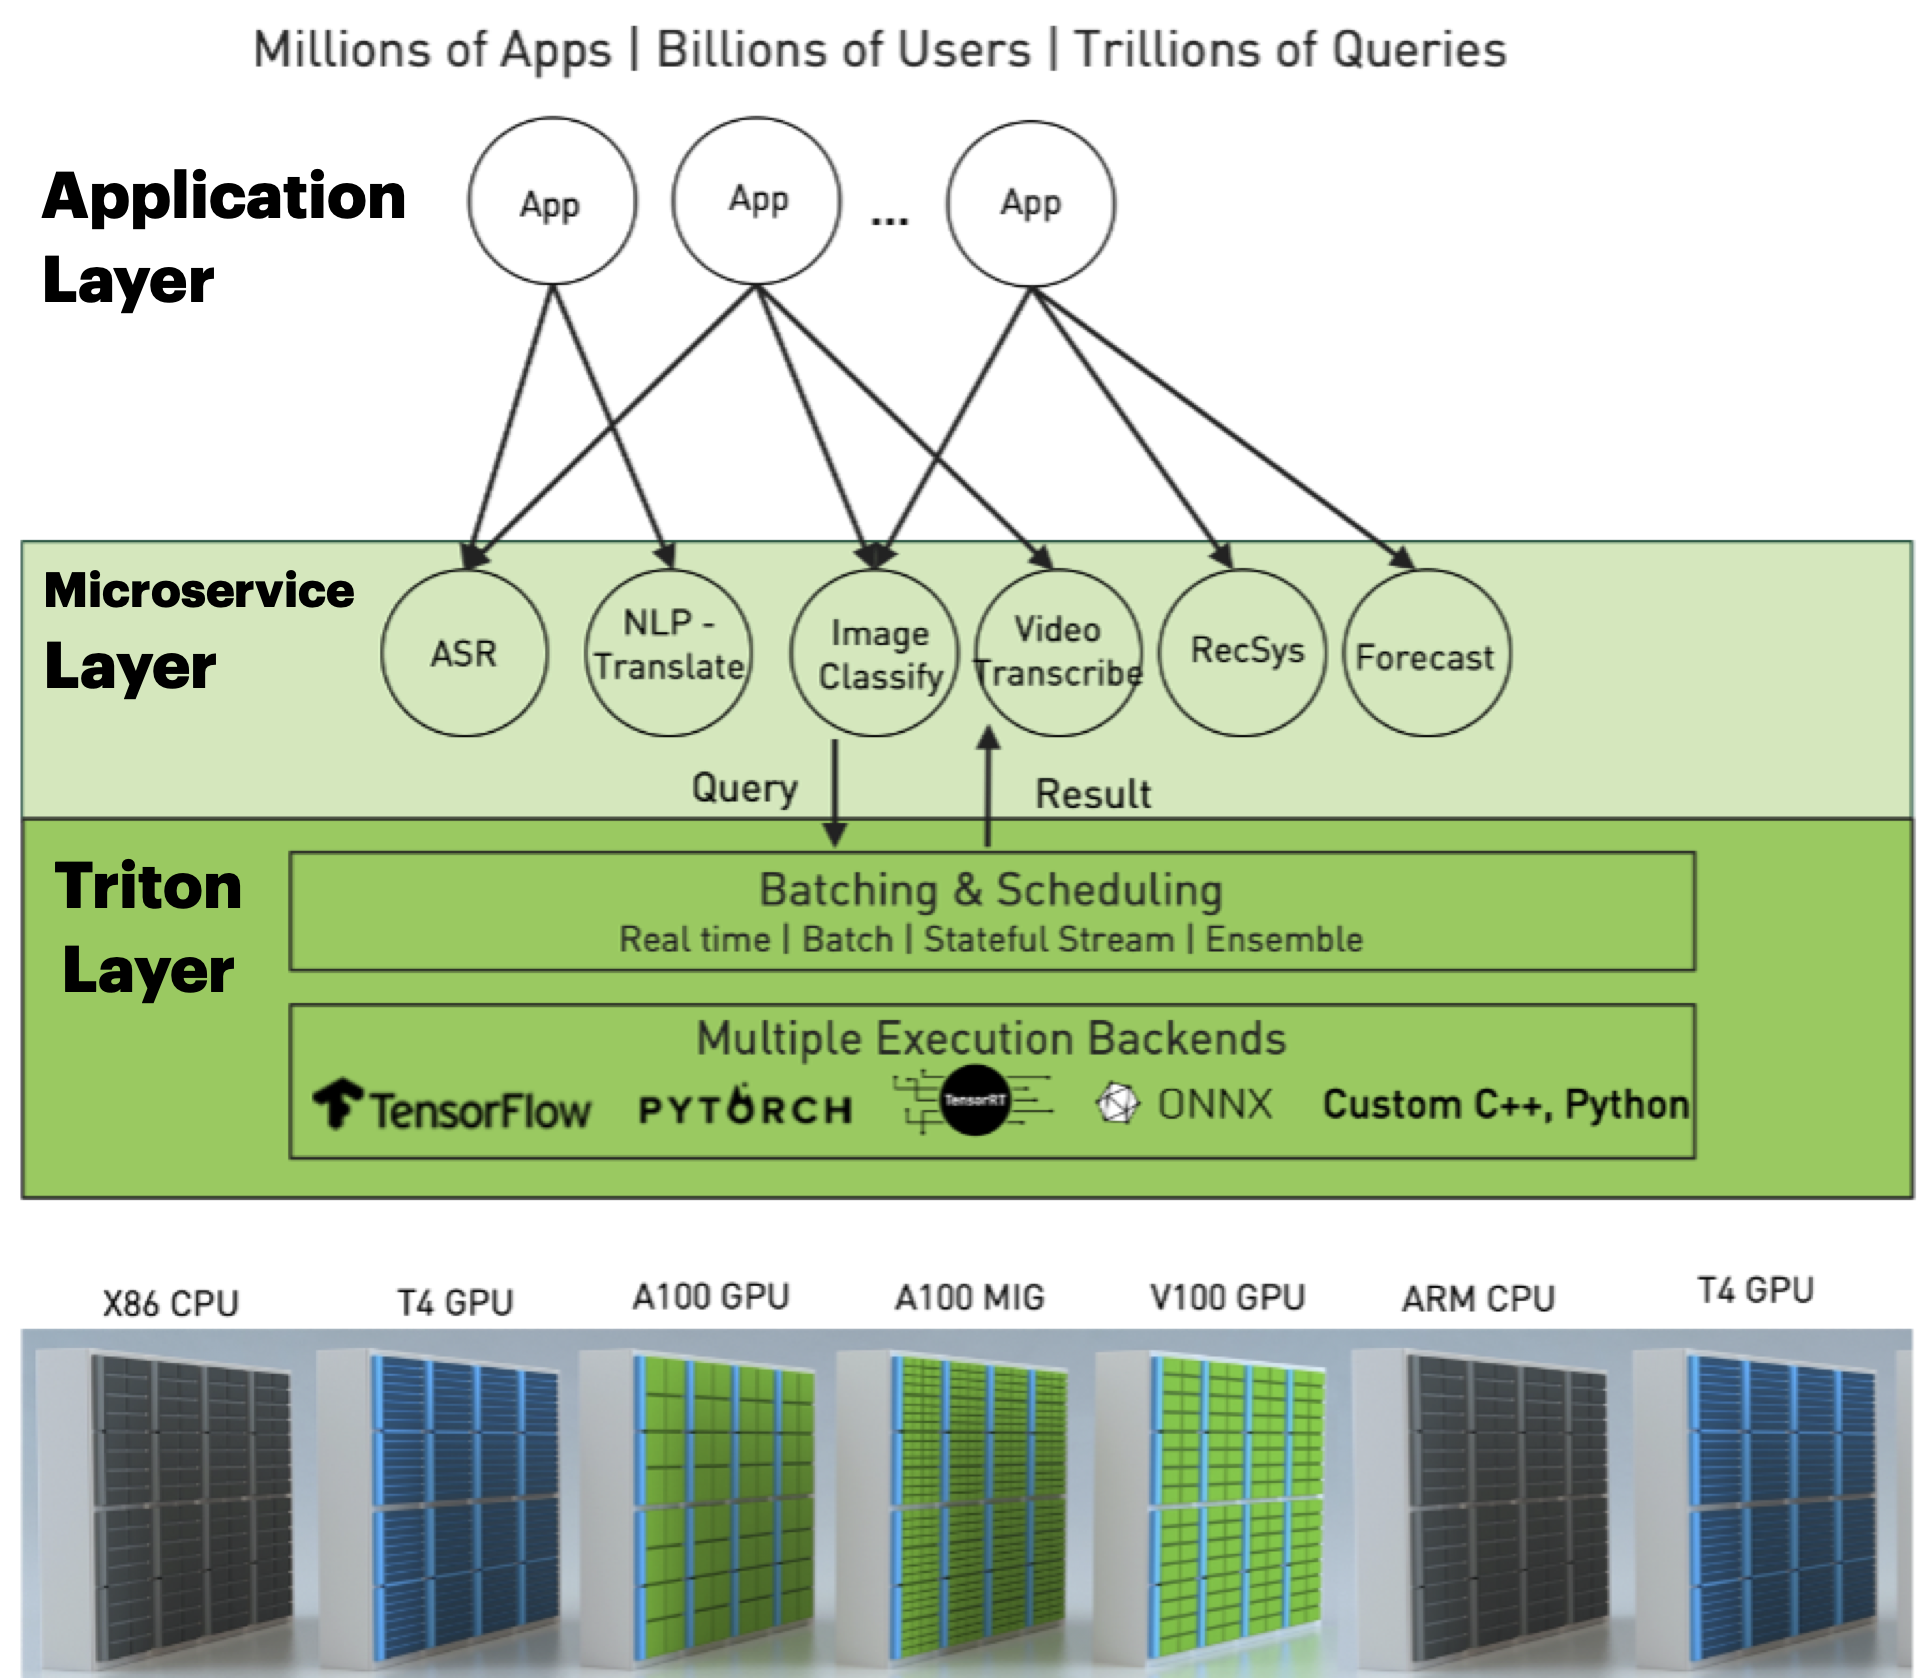 Millions of Apps | Billions of Users | Trillions of Queries
Application
Layer
App
App
...
App
Microservice
Layer
ASR
NLP -
Translate
Image
Classify
Video
Transcribe
RecSys
Forecast
Query
Result
Triton
Layer
Batching & Scheduling
Real time | Batch | Stateful Stream | Ensemble
Multiple Execution Backends
TensorFlow
PYTORCH
TensorRT
ONNX
Custom C++, Python
X86 CPU
T4 GPU
A100 GPU
A100 MIG
V100 GPU
ARM CPU
T4 GPU